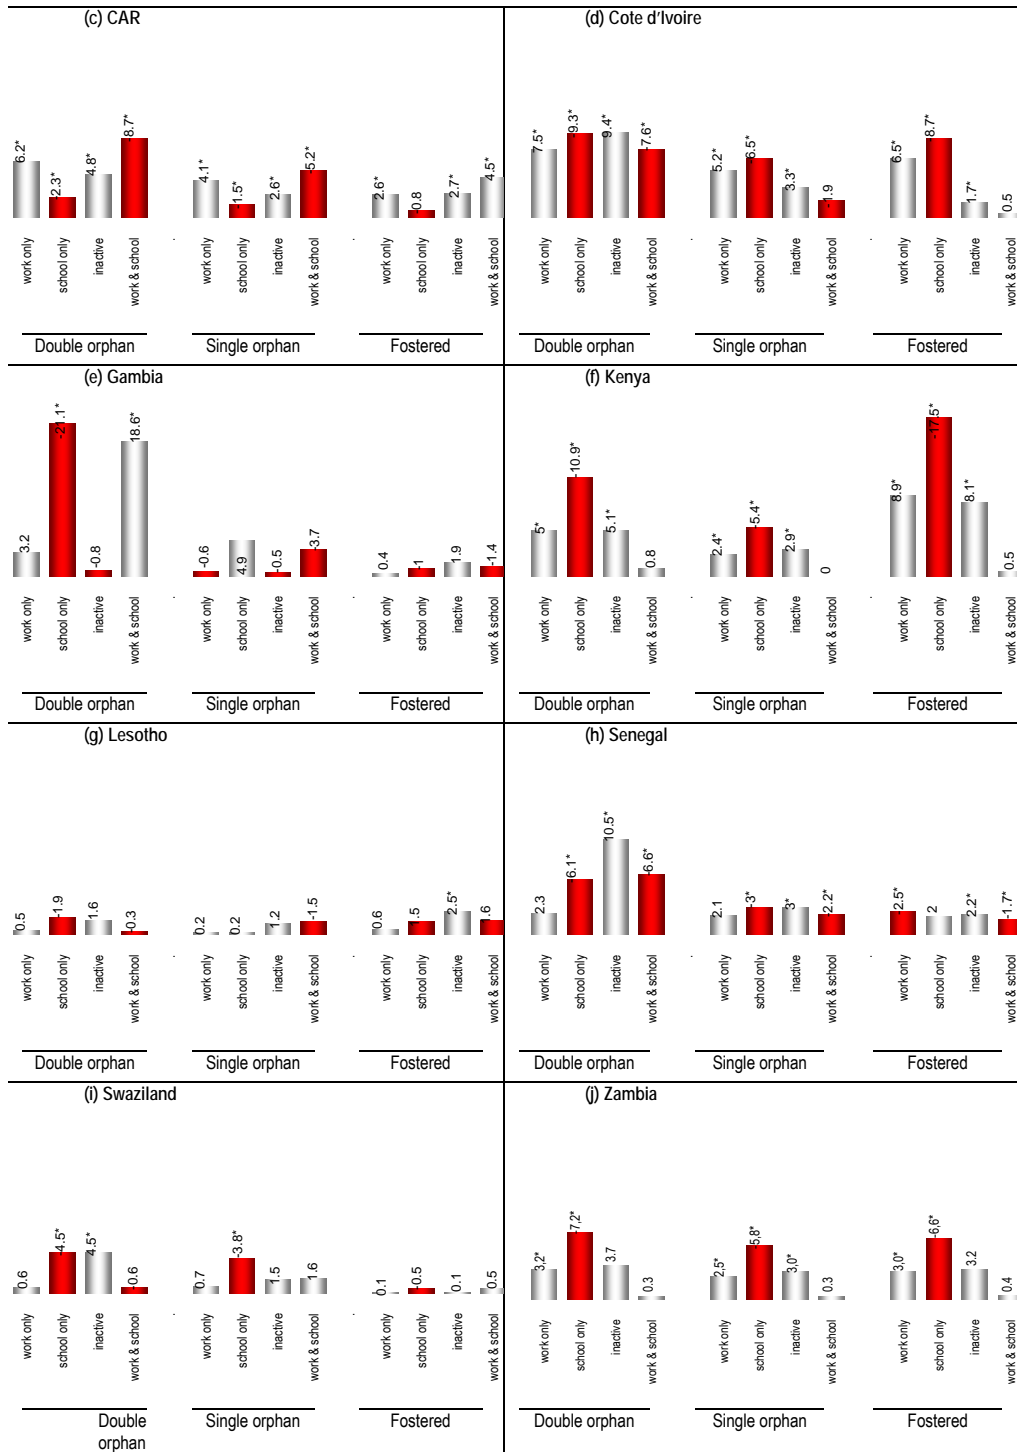 (c) CAR
6.2*
-2.3*
4.8*
-8.7*
4.1*
-1.5*
2.6*
-5.2*
2.6*
-0.8
2.7*
4.5*
work only
school only
inactive
work & school
work only
school only
inactive
work & school
work only
school only
inactive
work & school
Double orphan
Single orphan
Fostered
(d) Cote d'Ivoire
7.5*
-9.3*
9.4*
-7.6*
5.2*
-6.5*
3.3*
-1.9
6.5*
-8.7*
1.7*
0.5
work only
school only
inactive
work & school
work only
school only
inactive
work & school
work only
school only
inactive
work & school
Double orphan
Single orphan
Fostered
(e) Gambia
3.2
-21.1*
-0.8
18.6*
-0.6
4.9
-0.5
-3.7
0.4
-1
1.9
-1.4
work only
school only
inactive
work & school
work only
school only
inactive
work & school
work only
school only
inactive
work & school
Double orphan
Single orphan
Fostered
(f) Kenya
5*
-10.9*
5.1*
0.8
2.4*
-5.4*
2.9*
0
8.9*
-17.5*
8.1*
0.5
work only
school only
inactive
work & school
work only
school only
inactive
work & school
work only
school only
inactive
work & school
Double orphan
Single orphan
Fostered
(g) Lesotho
0.5
-1.9
1.6
-0.3
0.2
0.2
1.2
-1.5
0.6
-1.5
2.5*
-1.6
work only
school only
inactive
work & school
work only
school only
inactive
work & school
work only
school only
inactive
work & school
Double orphan
Single orphan
Fostered
(h) Senegal
2.3
-6.1*
10.5*
-6.6*
2.1
-3*
3*
-2.2*
-2.5*
2
2.2*
-1.7*
work only
school only
inactive
work & school
work only
school only
inactive
work & school
work only
school only
inactive
work & school
Double orphan
Single orphan
Fostered
(i) Swaziland
0.6
-4.5*
4.5*
-0.6
0.7
-3.8*
1.5
1.6
0.1
-0.5
0.1
0.5
work only
school only
inactive
work & school
work only
school only
inactive
work & school
work only
school only
inactive
work & school
Double
orphan
Single orphan
Fostered
(j) Zambia
3,2*
-7,2*
3.7
0.3
2,5*
-5,8*
3,0*
0.3
3,0*
-6,6*
3.2
0.4
work only
school only
inactive
work & school
work only
school only
inactive
work & school
work only
school only
inactive
work & school
Double orphan
Single orphan
Fostered